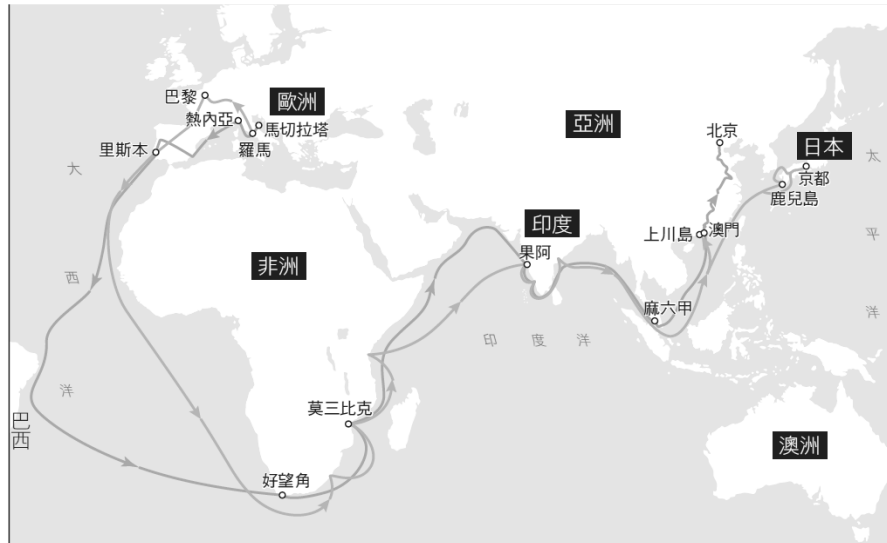 巴黎
歐洲
熱內亞
馬切拉塔
羅馬
里斯本
亞洲
北京
日本
京都
鹿兒島
印度
果阿
上川島
澳門
非洲
麻六甲
莫三比克
好望角
巴西
澳洲
大西洋
印度洋
太平洋